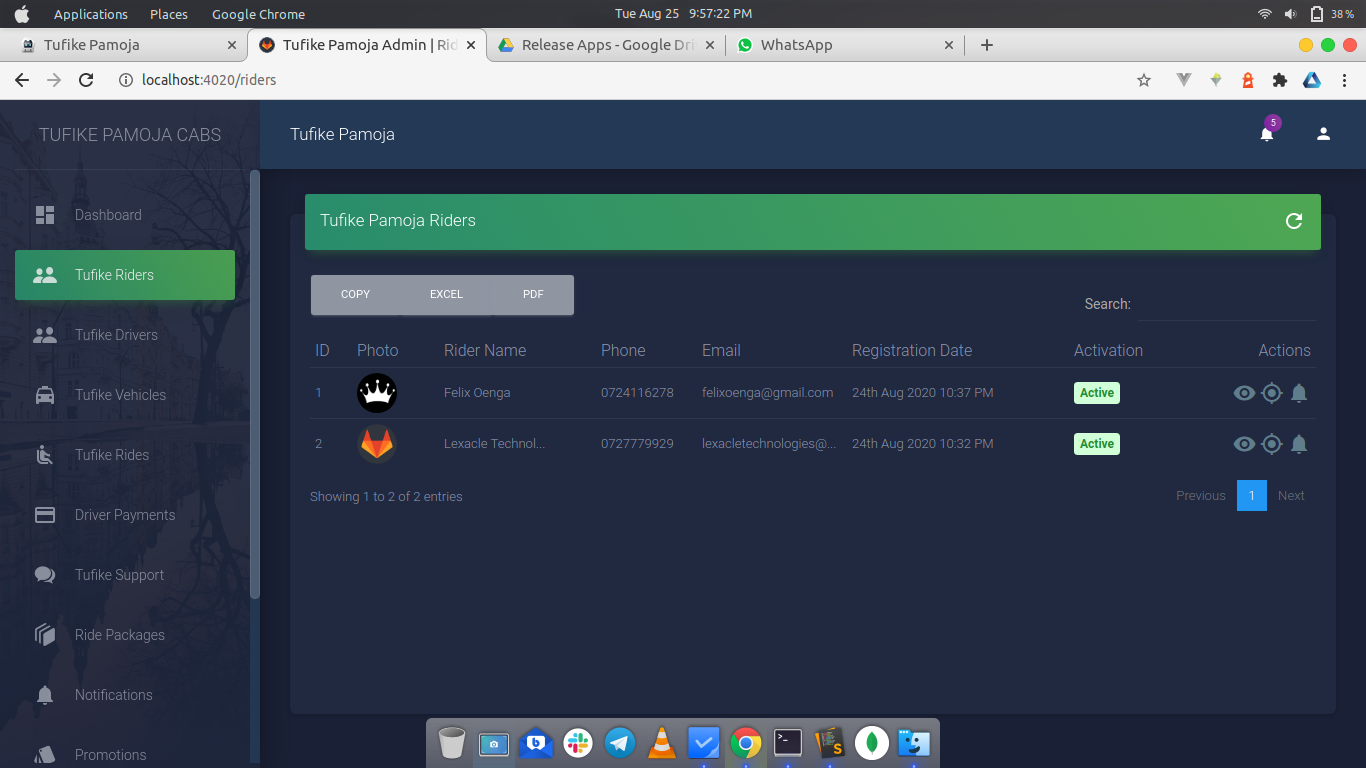 Applications Places Google Chrome Tue Aug 25 9:57:22 PM 38 %
Tufike Pamoja Tufike Pamoja Admin | Rid Release Apps - Google Dri WhatsApp
localhost:4020/riders
TUFIKE PAMOJA CABS
Tufike Pamoja
5
Dashboard
Tufike Riders
Tufike Drivers
Tufike Vehicles
Tufike Rides
Driver Payments
Tufike Support
Ride Packages
Notifications
Promotions
Tufike Pamoja Riders
COPY EXCEL PDF
Search:
ID Photo Rider Name Phone Email Registration Date Activation Actions
1 Felix Oenga 0724116278 felixoenga@gmail.com 24th Aug 2020 10:37 PM Active
2 Lexacle Technol... 0727779929 lexacletechnologies@... 24th Aug 2020 10:32 PM Active
Showing 1 to 2 of 2 entries
Previous 1 Next